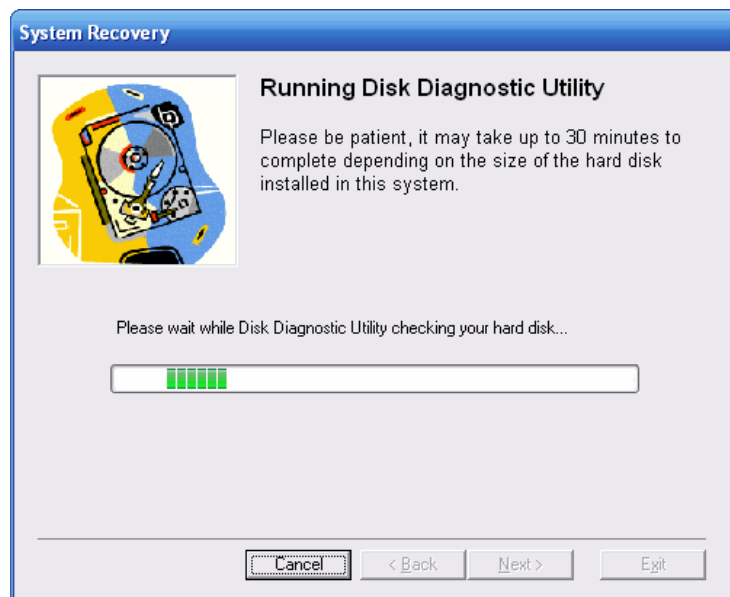 System Recovery
Running Disk Diagnostic Utility
Please be patient, it may take up to 30 minutes to
complete depending on the size of the hard disk
installed in this system.
Please wait while Disk Diagnostic Utility checking your hard disk...
Cancel
< Back
Next >
Exit